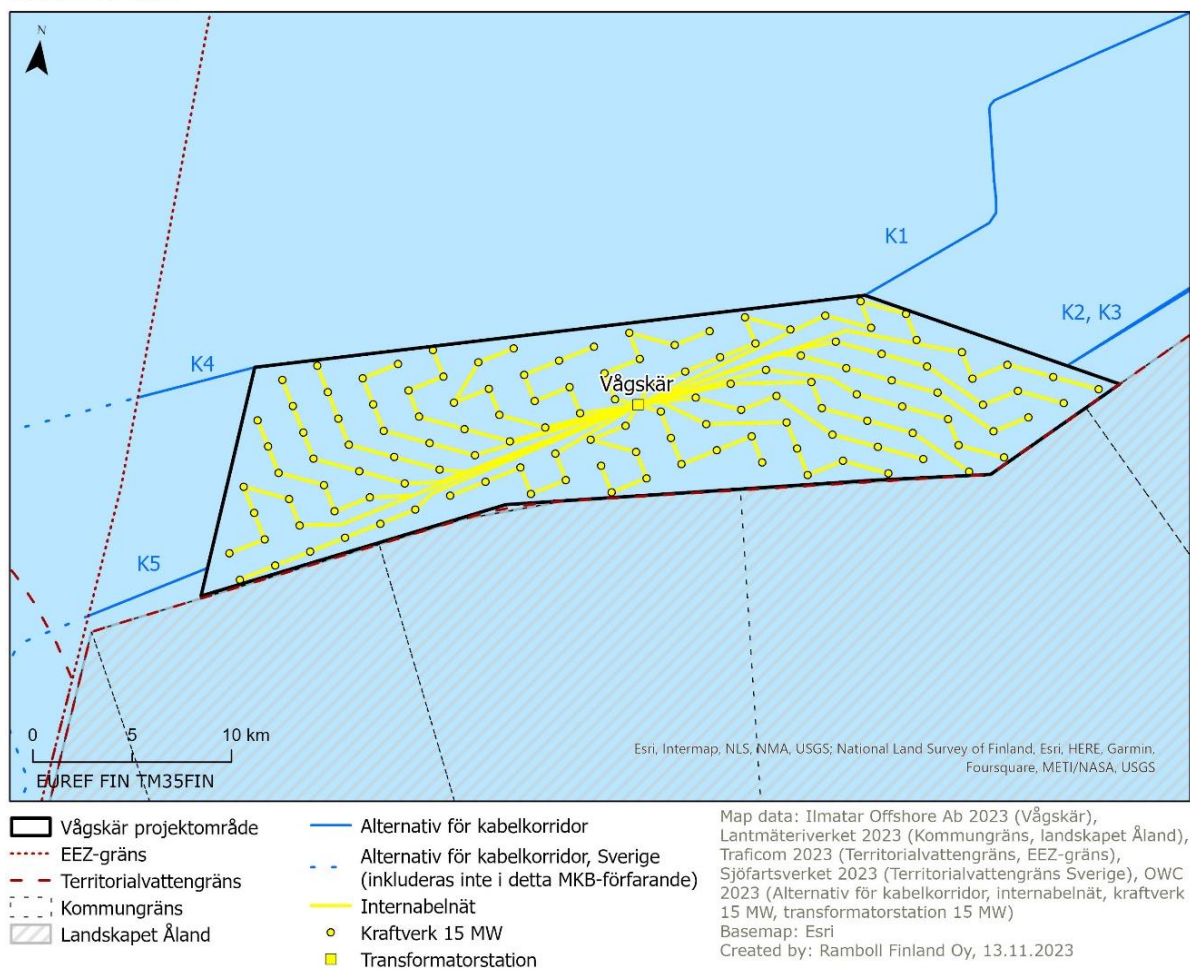 N
K1
K2, K3
K4
Vågskär
K5
0 5 10 km
EUREF FIN TM35FIN
Esri, Intermap, NLS, NMA, USGS; National Land Survey of Finland, Esri, HERE, Garmin,
Foursquare, METI/NASA, USGS
Vågskär projektområde
EEZ-gräns
Territorialvattengräns
Kommungräns
Landskapet Åland
Alternativ för kabelkorridor
Alternativ för kabelkorridor, Sverige
(inkluderas inte i detta MKB-förfarande)
Internabelnät
Kraftverk 15 MW
Transformatorstation
Map data: Ilmatar Offshore Ab 2023 (Vågskär),
Lantmäteriverket 2023 (Kommungräns, landskapet Åland),
Traficom 2023 (Territorialvattengräns, EEZ-gräns),
Sjöfartsverket 2023 (Territorialvattengräns Sverige), OWC
2023 (Alternativ för kabelkorridor, internabelnät, kraftverk
15 MW, transformatorstation 15 MW)
Basemap: Esri
Created by: Ramboll Finland Oy, 13.11.2023